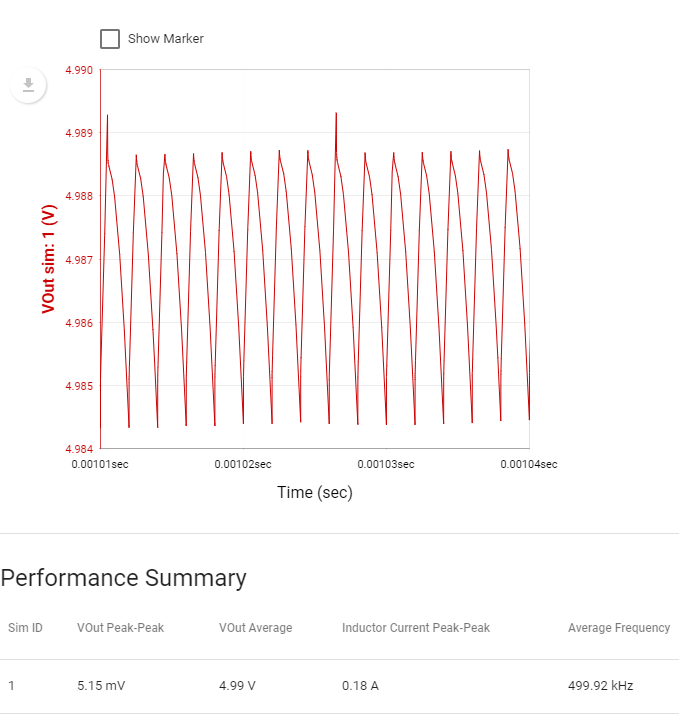 Show Marker
4.990
4.989
4.988
4.987
4.986
4.985
4.984
VOut sim: 1 (V)
0.00101sec 0.00102sec 0.00103sec 0.00104sec
Time (sec)
Performance Summary
Sim ID VOut Peak-Peak VOut Average Inductor Current Peak-Peak Average Frequency
1 5.15 mV 4.99 V 0.18 A 499.92 kHz